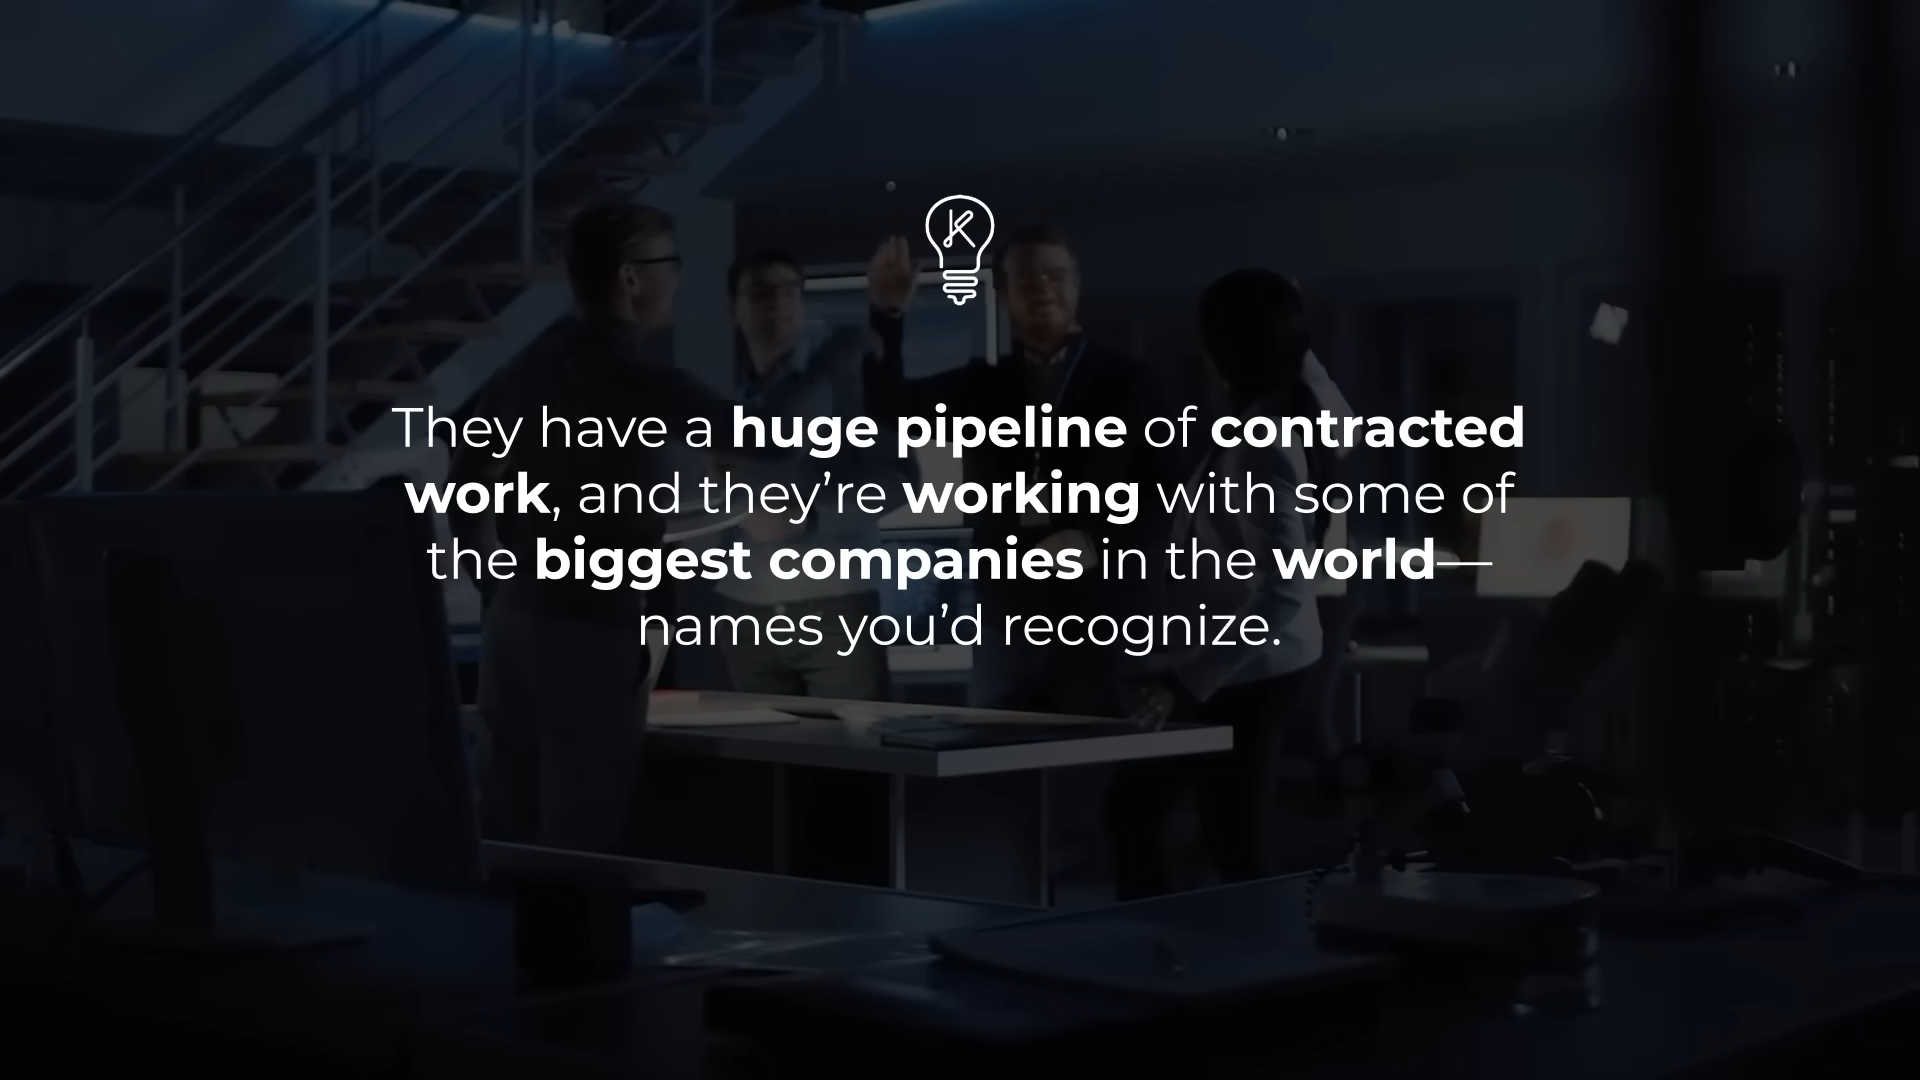 K
They have a huge pipeline of contracted
work, and they’re working with some of
the biggest companies in the world—
names you’d recognize.